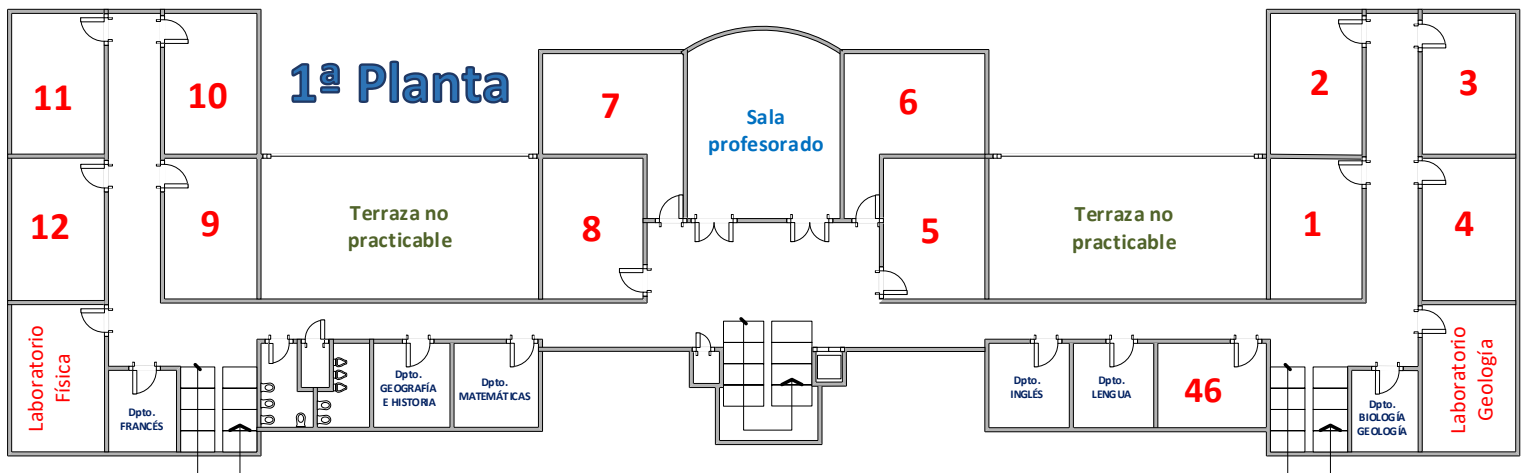 1ª Planta
11
10
7
Sala
profesorado
6
2
3
12
9
Terraza no
practicable
8
5
Terraza no
practicable
1
4
Laboratorio
Física
Dpto.
FRANCÉS
Dpto.
GEOGRAFÍA
E HISTORIA
Dpto.
MATEMÁTICAS
Dpto.
INGLÉS
Dpto.
LENGUA
46
Dpto.
BIOLOGÍA
GEOLOGÍA
Laboratorio
Geología